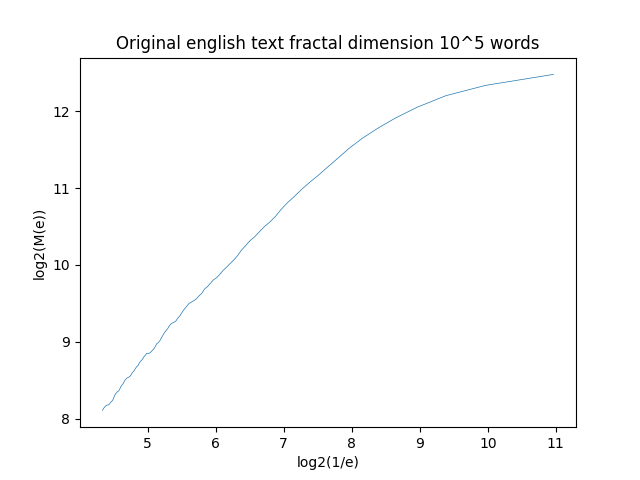 Original english text fractal dimension 10^5 words
12
11
10
9
8
log2(M(e))
5 6 7 8 9 10 11
log2(1/e)